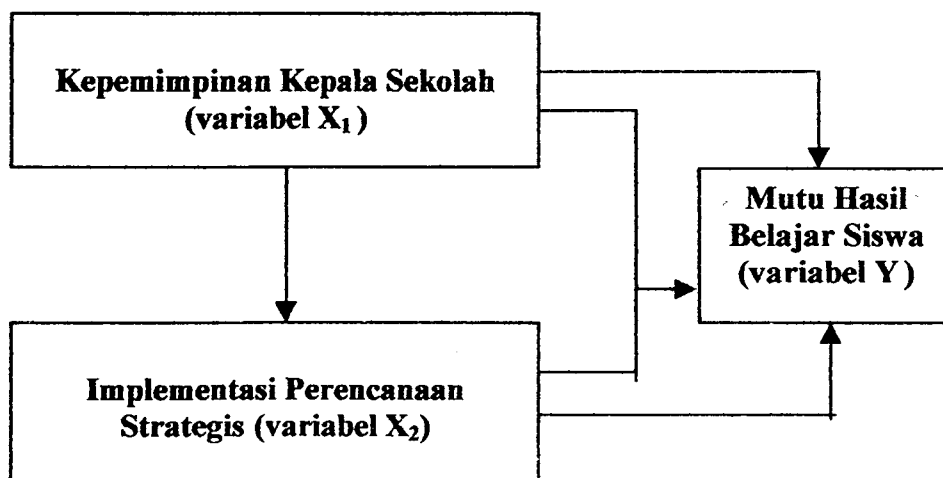 Kepemimpinan Kepala Sekolah
(variabel X₁)
Mutu Hasil
Belajar Siswa
(variabel Y)
Implementasi Perencanaan
Strategis (variabel X₂)